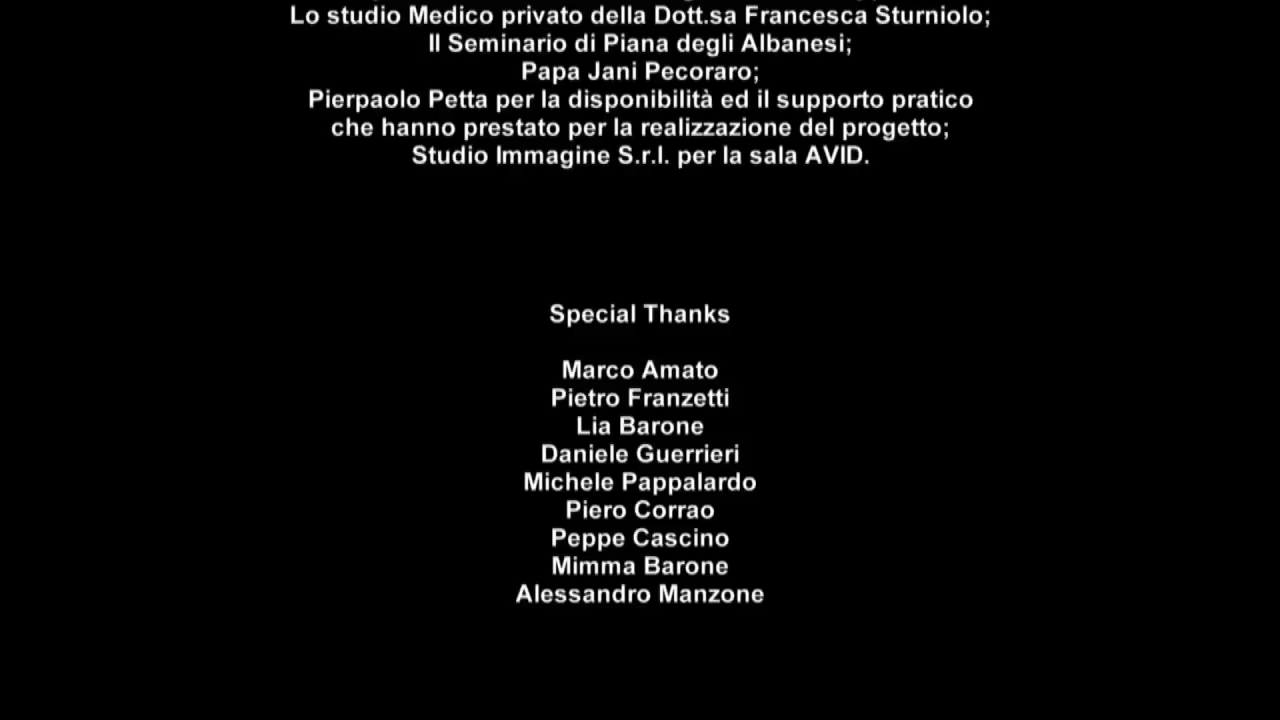 Lo studio Medico privato della Dott.sa Francesca Sturniolo;
Il Seminario di Piana degli Albanesi;
Papa Jani Pecoraro;
Pierpaolo Petta per la disponibilità ed il supporto pratico
che hanno prestato per la realizzazione del progetto;
Studio Immagine S.r.l. per la sala AVID.
Special Thanks
Marco Amato
Pietro Franzetti
Lia Barone
Daniele Guerrieri
Michele Pappalardo
Piero Corrao
Peppe Cascino
Mimma Barone
Alessandro Manzone